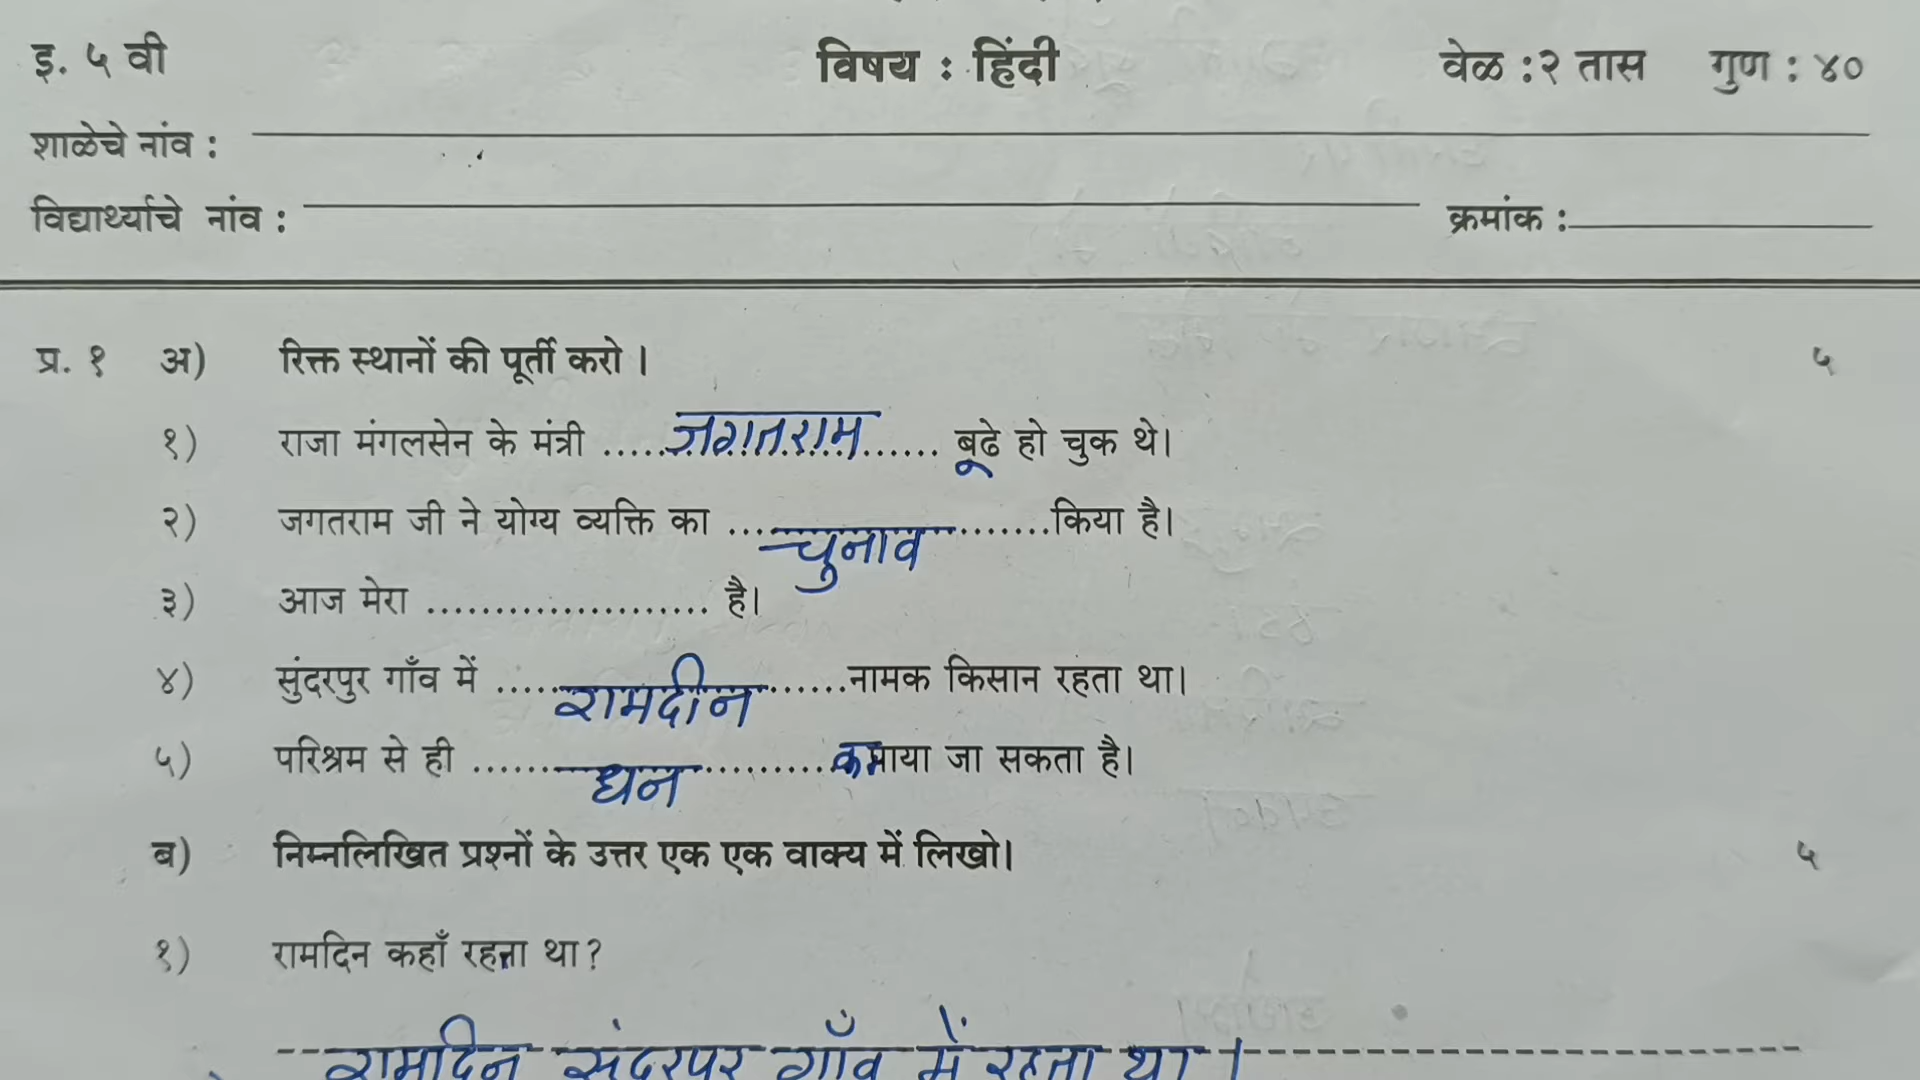 इ. ५ वी विषय : हिंदी वेळ :२ तास गुण : ४०
शाळेचे नांव :
विद्यार्थ्याचे नांव : क्रमांक :
प्र. १ अ) रिक्त स्थानों की पूर्ती करो । ५
१) राजा मंगलसेन के मंत्री ..... जगतराम ...... बूढे हो चुक थे।
२) जगतराम जी ने योग्य व्यक्ति का ... चुनाव .......किया है।
३) आज मेरा ..................... है।
४) सुंदरपुर गाँव में ..... रामदीन ......नामक किसान रहता था।
५) परिश्रम से ही ...... धन ..........कमाया जा सकता है।
ब) निम्नलिखित प्रश्नों के उत्तर एक एक वाक्य में लिखो। ५
१) रामदिन कहाँ रहता था?
रामदिन सुंदरपुर गाँव में रहता था।